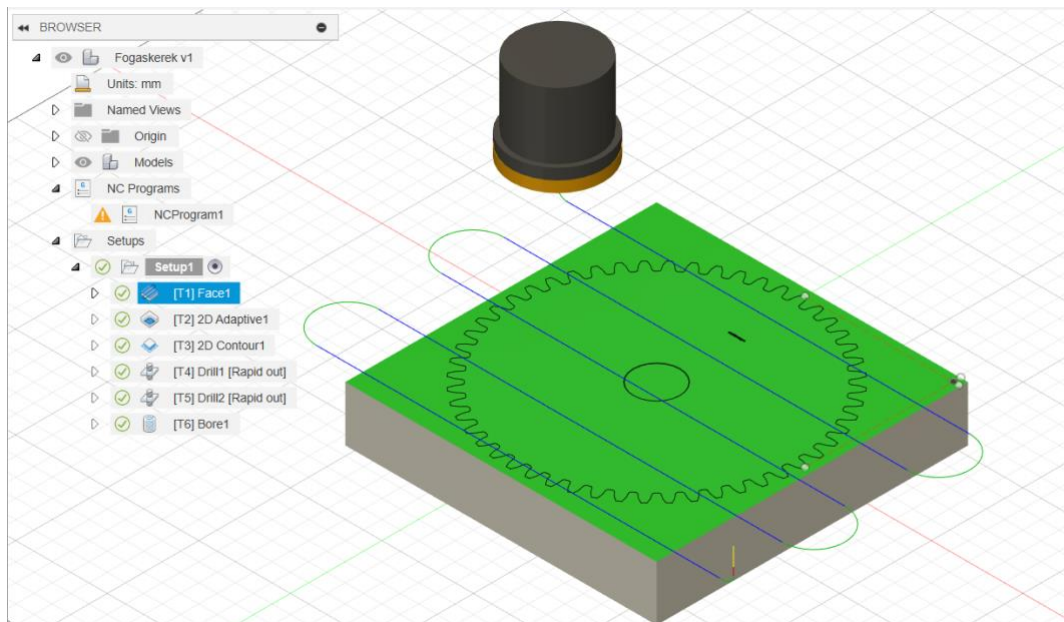 BROWSER
Fogaskerek v1
Units: mm
Named Views
Origin
Models
NC Programs
NCProgram1
Setups
Setup1
[T1] Face1
[T2] 2D Adaptive1
[T3] 2D Contour1
[T4] Drill1 [Rapid out]
[T5] Drill2 [Rapid out]
[T6] Bore1